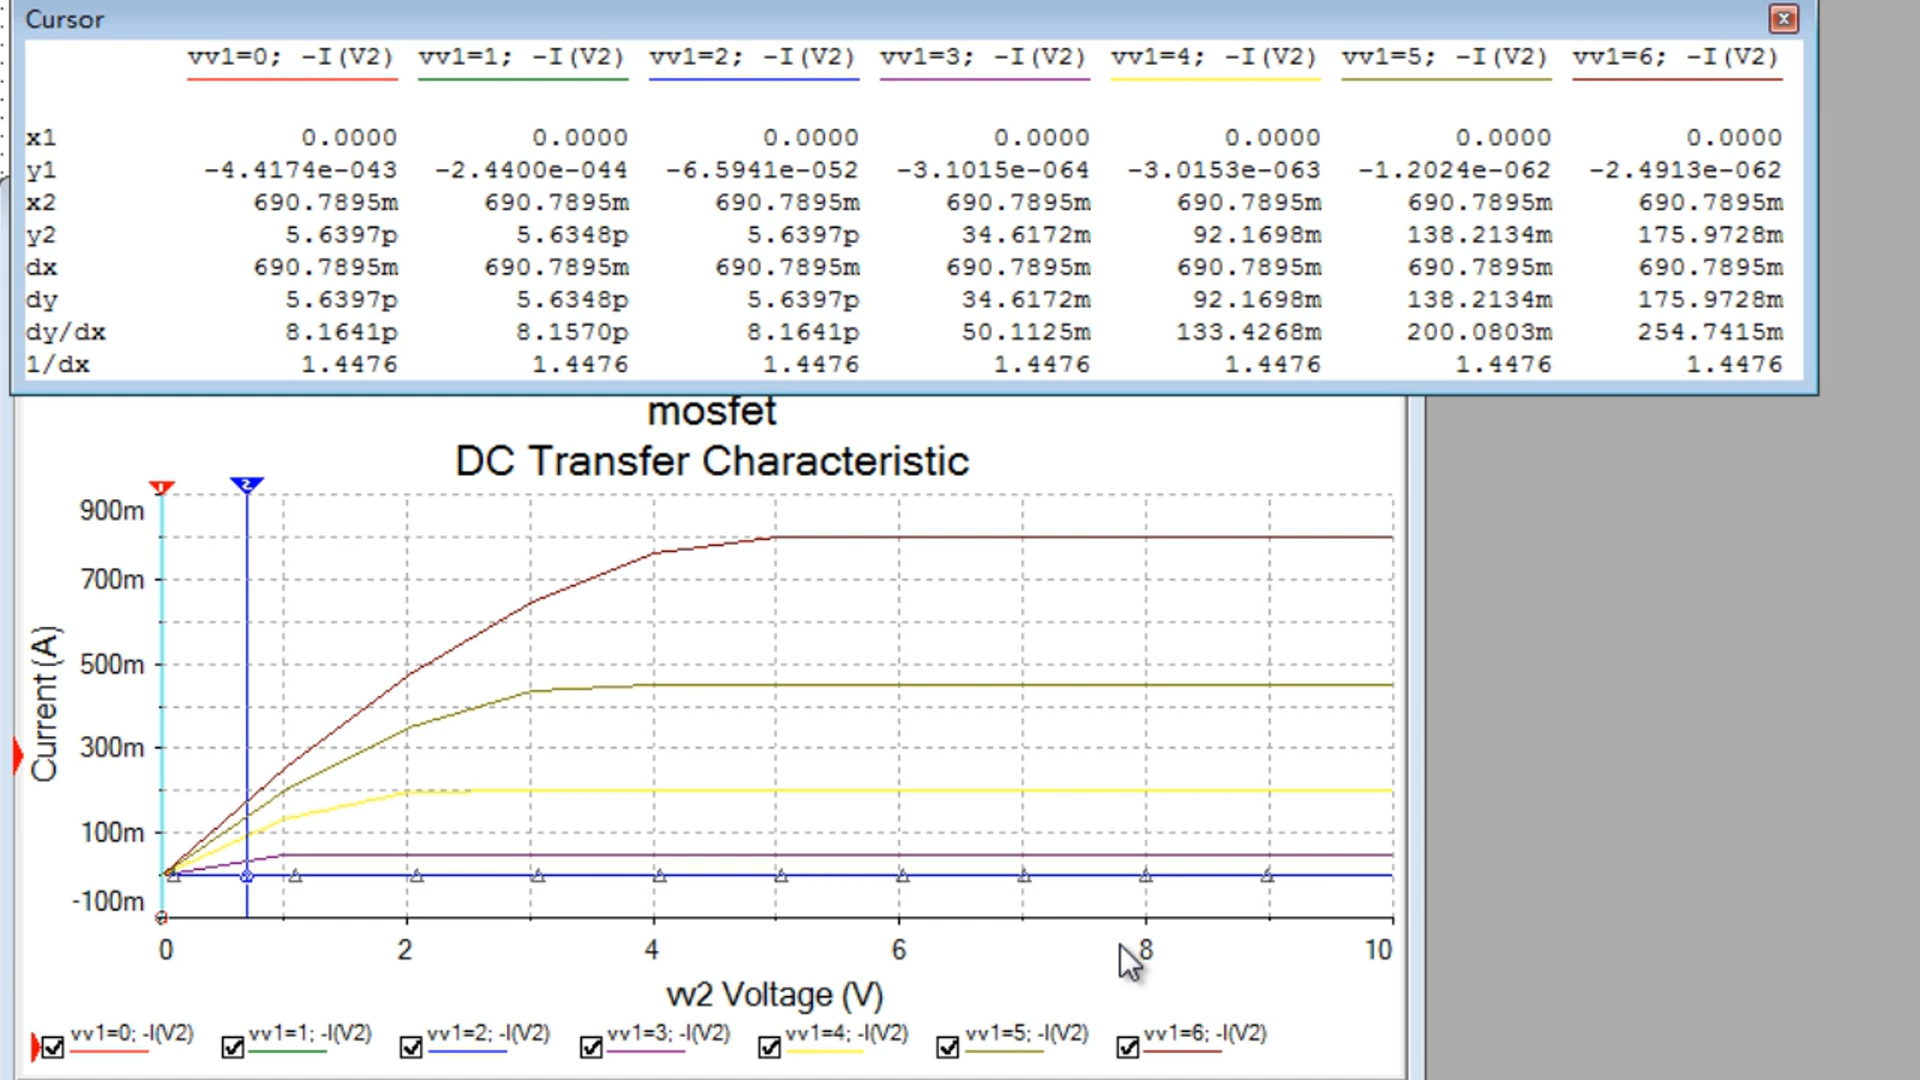 Cursor
vv1=0; -I(V2) vv1=1; -I(V2) vv1=2; -I(V2) vv1=3; -I(V2) vv1=4; -I(V2) vv1=5; -I(V2) vv1=6; -I(V2)
x1 0.0000 0.0000 0.0000 0.0000 0.0000 0.0000 0.0000
y1 -4.4174e-043 -2.4400e-044 -6.5941e-052 -3.1015e-064 -3.0153e-063 -1.2024e-062 -2.4913e-062
x2 690.7895m 690.7895m 690.7895m 690.7895m 690.7895m 690.7895m 690.7895m
y2 5.6397p 5.6348p 5.6397p 34.6172m 92.1698m 138.2134m 175.9728m
dx 690.7895m 690.7895m 690.7895m 690.7895m 690.7895m 690.7895m 690.7895m
dy 5.6397p 5.6348p 5.6397p 34.6172m 92.1698m 138.2134m 175.9728m
dy/dx 8.1641p 8.1570p 8.1641p 50.1125m 133.4268m 200.0803m 254.7415m
1/dx 1.4476 1.4476 1.4476 1.4476 1.4476 1.4476 1.4476
mosfet
DC Transfer Characteristic
1 2
900m
700m
500m
300m
100m
-100m
Current (A)
0 2 4 6 8 10
vv2 Voltage (V)
vv1=0; -I(V2) vv1=1; -I(V2) vv1=2; -I(V2) vv1=3; -I(V2) vv1=4; -I(V2) vv1=5; -I(V2) vv1=6; -I(V2)